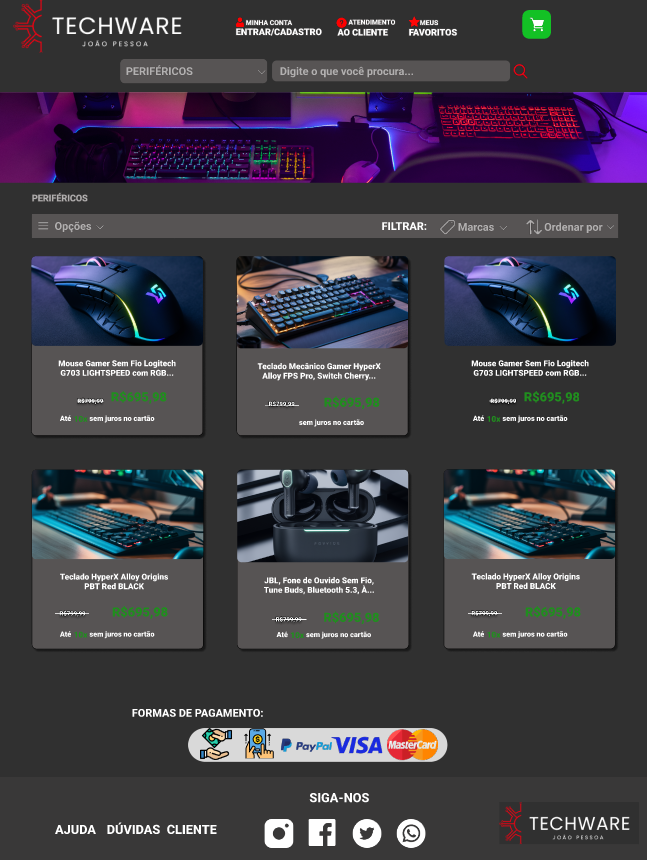 TECHWARE
JOÃO PESSOA
MINHA CONTA
ENTRAR/CADASTRO
ATENDIMENTO
AO CLIENTE
MEUS
FAVORITOS
PERIFÉRICOS
Digite o que você procura...
PERIFÉRICOS
Opções
FILTRAR:
Marcas
Ordenar por
Mouse Gamer Sem Fio Logitech
G703 LIGHTSPEED com RGB...
R$799,99 R$695,98
Até 10x sem juros no cartão
Teclado Mecânico Gamer HyperX
Alloy FPS Pro, Switch Cherry...
R$799,99 R$695,98
sem juros no cartão
Mouse Gamer Sem Fio Logitech
G703 LIGHTSPEED com RGB...
R$799,99 R$695,98
Até 10x sem juros no cartão
Teclado HyperX Alloy Origins
PBT Red BLACK
R$799,99 R$695,98
Até 10x sem juros no cartão
JBL, Fone de Ouvido Sem Fio,
Tune Buds, Bluetooth 5.3, À...
R$799,99 R$695,98
Até 10x sem juros no cartão
Teclado HyperX Alloy Origins
PBT Red BLACK
R$799,99 R$695,98
Até 10x sem juros no cartão
FORMAS DE PAGAMENTO:
PayPal VISA MasterCard
SIGA-NOS
AJUDA DÚVIDAS CLIENTE
TECHWARE
JOÃO PESSOA